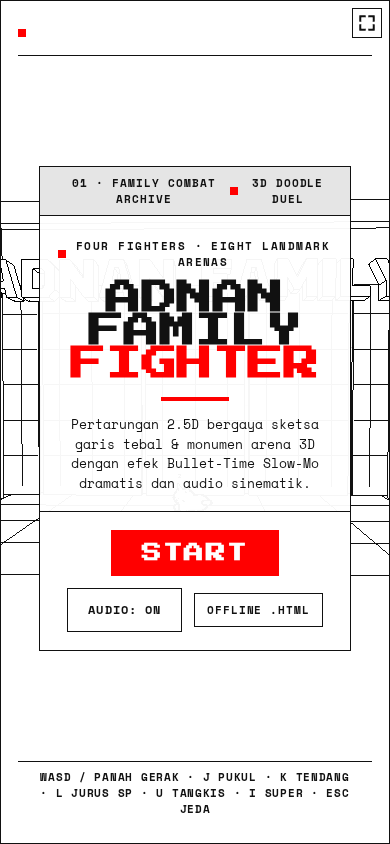 01 · FAMILY COMBAT
ARCHIVE
3D DOODLE
DUEL
FOUR FIGHTERS · EIGHT LANDMARK
ARENAS
ADNAN
FAMILY
FIGHTER
Pertarungan 2.5D bergaya sketsa
garis tebal & monumen arena 3D
dengan efek Bullet-Time Slow-Mo
dramatis dan audio sinematik.
START
AUDIO: ON
OFFLINE .HTML
WASD / PANAH GERAK · J PUKUL · K TENDANG
· L JURUS SP · U TANGKIS · I SUPER · ESC
JEDA